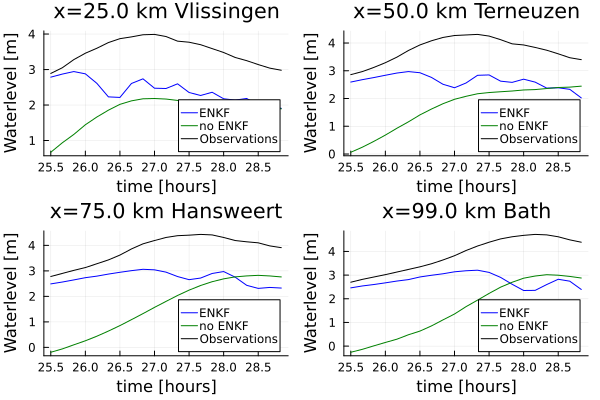 x=25.0 km Vlissingen
Waterlevel [m]
4
3
2
1
25.5 26.0 26.5 27.0 27.5 28.0 28.5
time [hours]
ENKF
no ENKF
Observations
x=50.0 km Terneuzen
Waterlevel [m]
4
3
2
1
0
25.5 26.0 26.5 27.0 27.5 28.0 28.5
time [hours]
ENKF
no ENKF
Observations
x=75.0 km Hansweert
Waterlevel [m]
4
3
2
1
0
25.5 26.0 26.5 27.0 27.5 28.0 28.5
time [hours]
ENKF
no ENKF
Observations
x=99.0 km Bath
Waterlevel [m]
4
3
2
1
0
25.5 26.0 26.5 27.0 27.5 28.0 28.5
time [hours]
ENKF
no ENKF
Observations